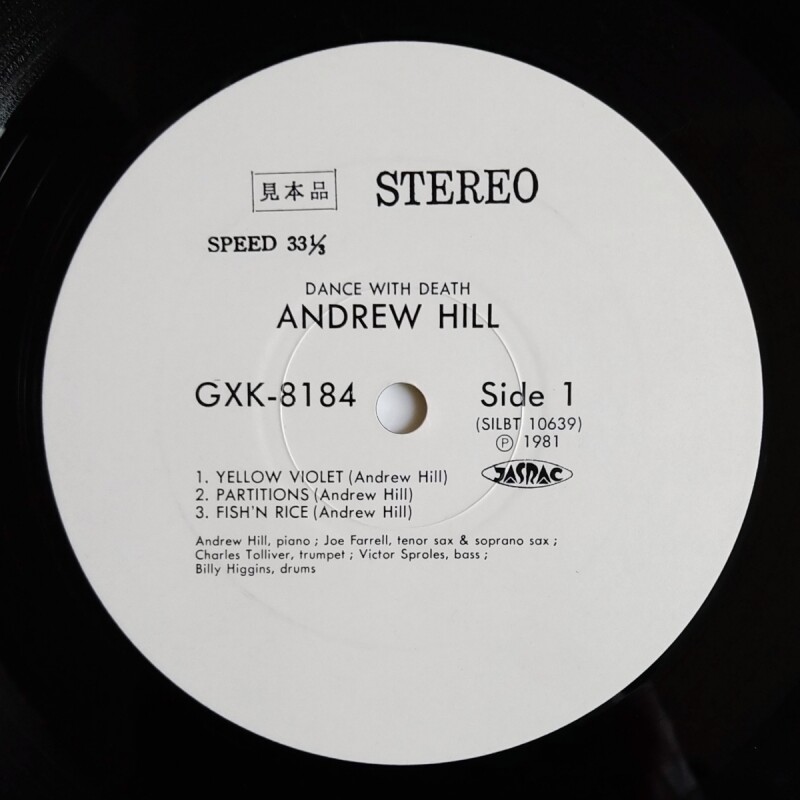 見本品 STEREO
SPEED 33⅓
DANCE WITH DEATH
ANDREW HILL
GXK-8184 Side 1
(SILBT 10639)
Ⓟ 1981
JASRAC
1. YELLOW VIOLET (Andrew Hill)
2. PARTITIONS (Andrew Hill)
3. FISH'N RICE (Andrew Hill)
Andrew Hill, piano ; Joe Farrell, tenor sax & soprano sax ;
Charles Tolliver, trumpet ; Victor Sproles, bass ;
Billy Higgins, drums